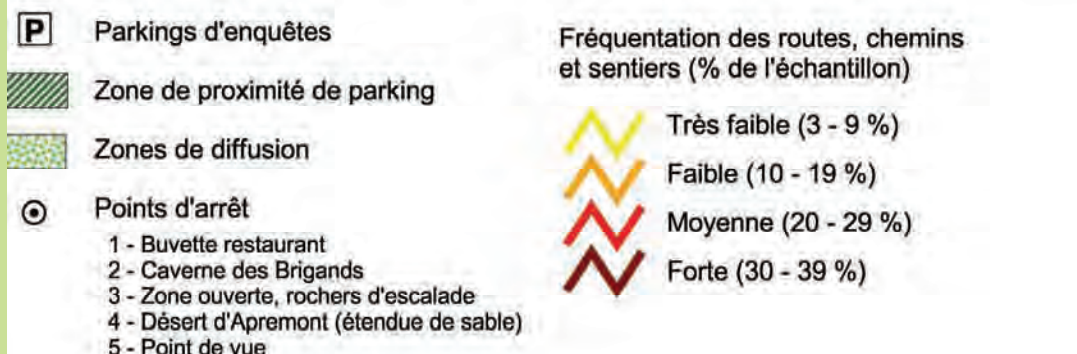 P Parkings d'enquêtes
Zone de proximité de parking
Zones de diffusion
Points d'arrêt
1 - Buvette restaurant
2 - Caverne des Brigands
3 - Zone ouverte, rochers d'escalade
4 - Désert d'Apremont (étendue de sable)
5 - Point de vue
Fréquentation des routes, chemins
et sentiers (% de l'échantillon)
Très faible (3 - 9 %)
Faible (10 - 19 %)
Moyenne (20 - 29 %)
Forte (30 - 39 %)